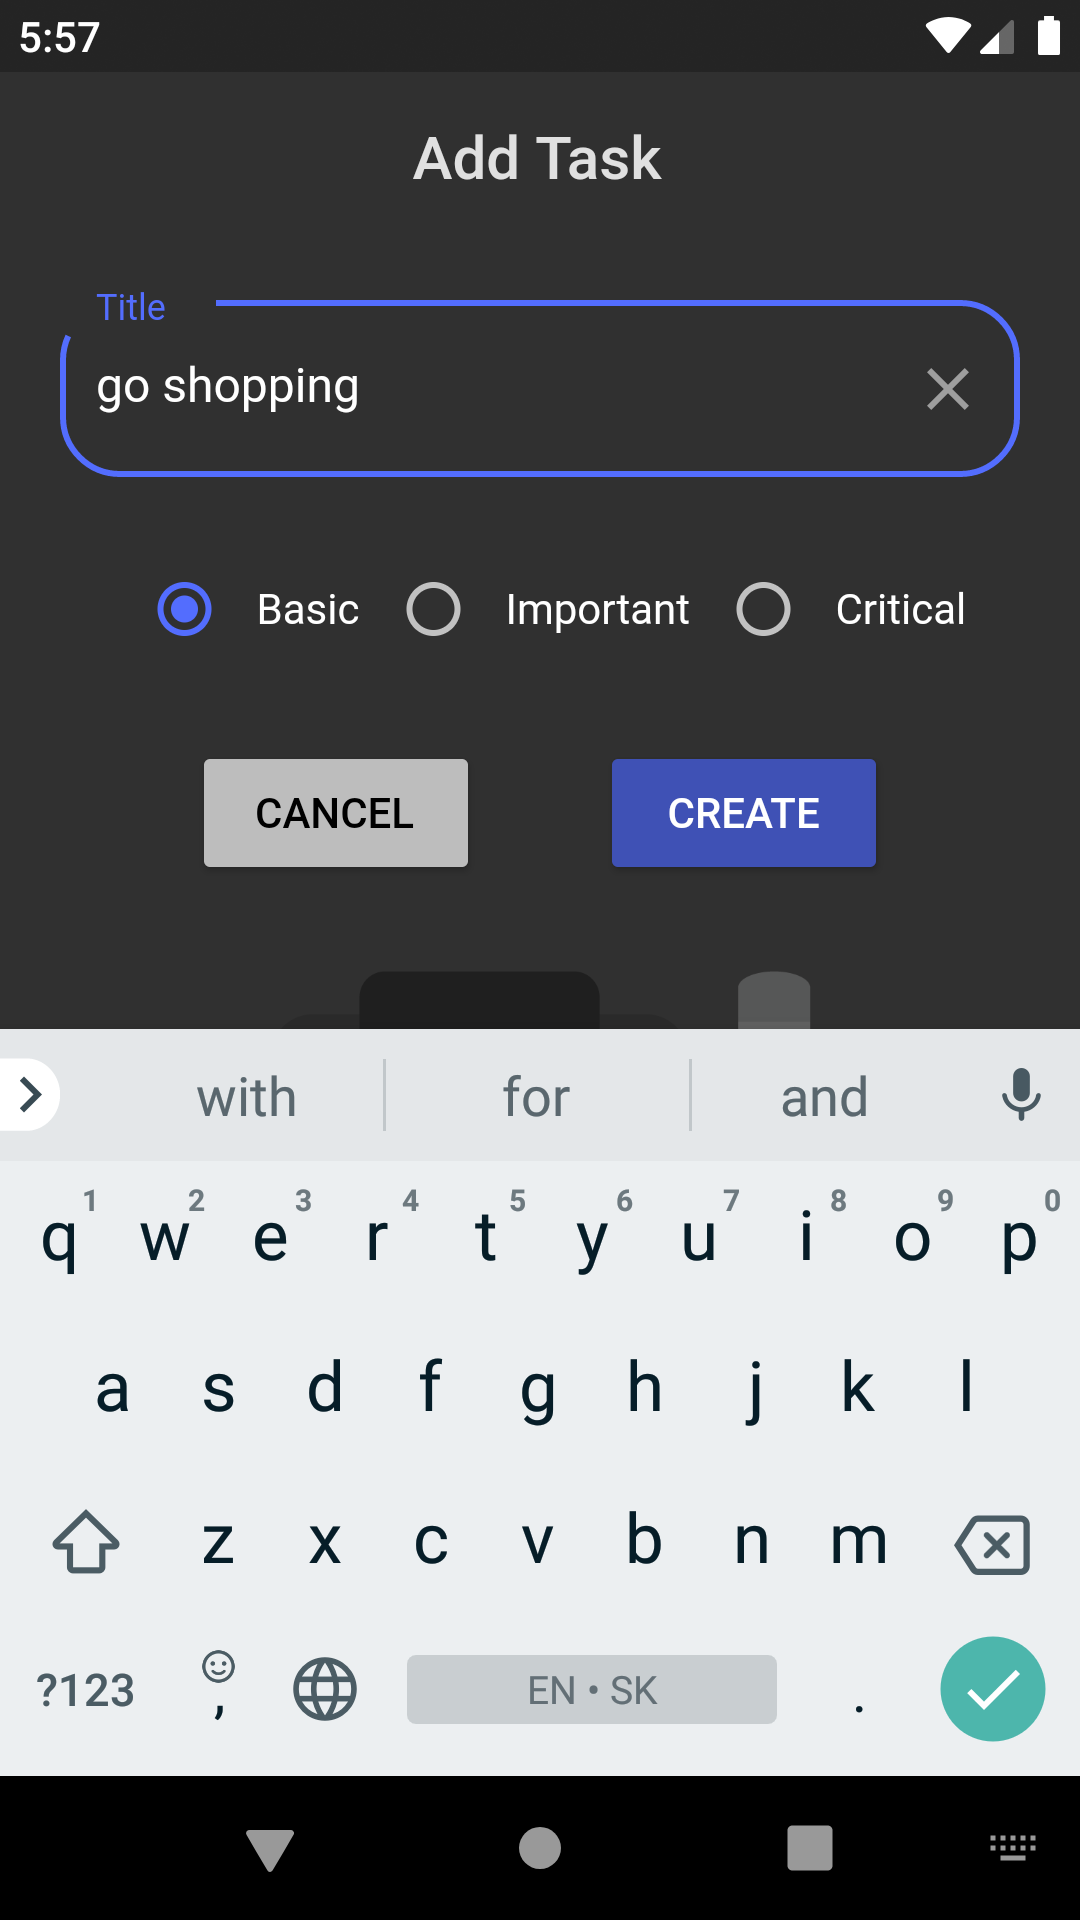 5:57
Add Task
Title
go shopping
Basic Important Critical
CANCEL CREATE
with for and
1 2 3 4 5 6 7 8 9 0
q w e r t y u i o p
a s d f g h j k l
z x c v b n m
?123 , EN • SK .